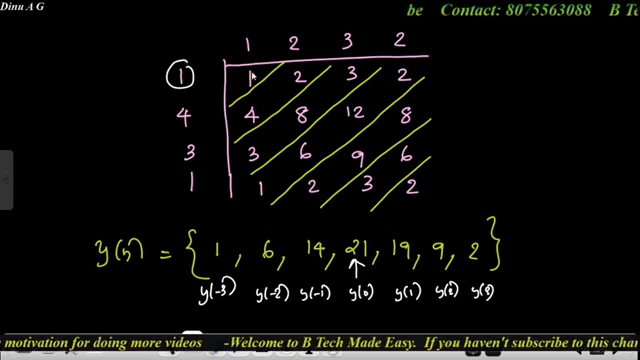 Dinu A G
be Contact - 8075563088 B Tech
1 2 3 2
1 1 2 3 2
4 4 8 12 8
3 3 6 9 6
1 1 2 3 2
y(n) = { 1, 6, 14, 21, 19, 9, 2 }
y(-3) y(-2) y(-1) y(0) y(1) y(2) y(3)
motivation for doing more videos -Welcome to B Tech Made Easy. If you haven't subscribe to this chan